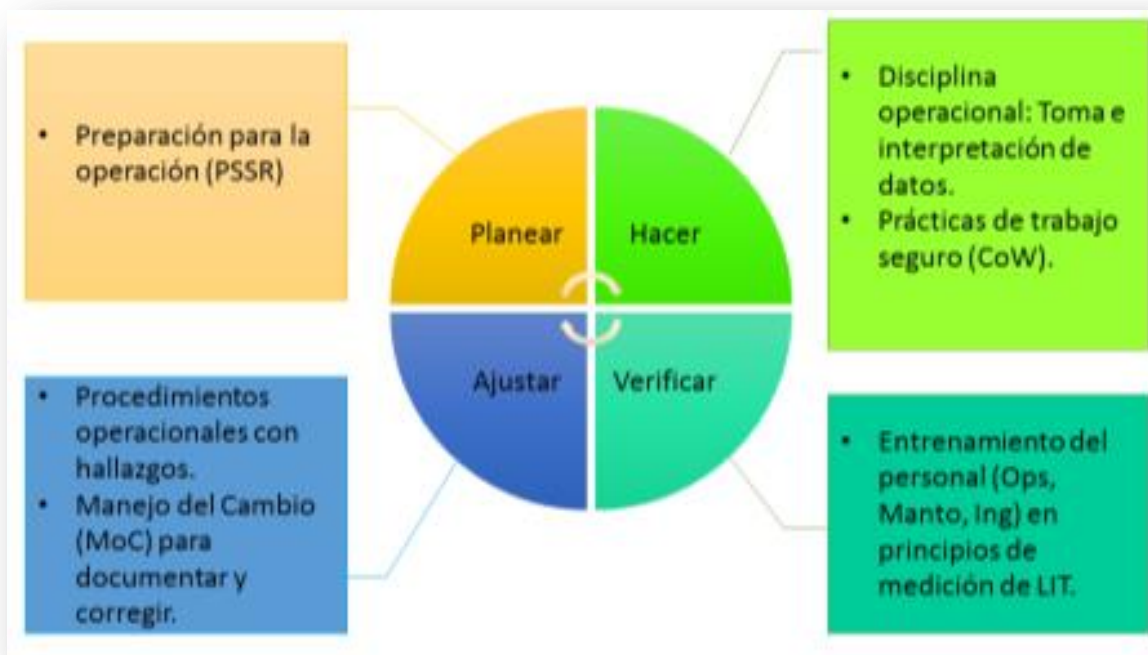 • Preparación para la
operación (PSSR)
Planear
Hacer
• Disciplina
operacional: Toma e
interpretación de
datos.
• Prácticas de trabajo
seguro (CoW).
• Procedimientos
operacionales con
hallazgos.
• Manejo del Cambio
(MoC) para
documentar y
corregir.
Ajustar
Verificar
• Entrenamiento del
personal (Ops,
Manto, Ing) en
principios de
medición de LIT.